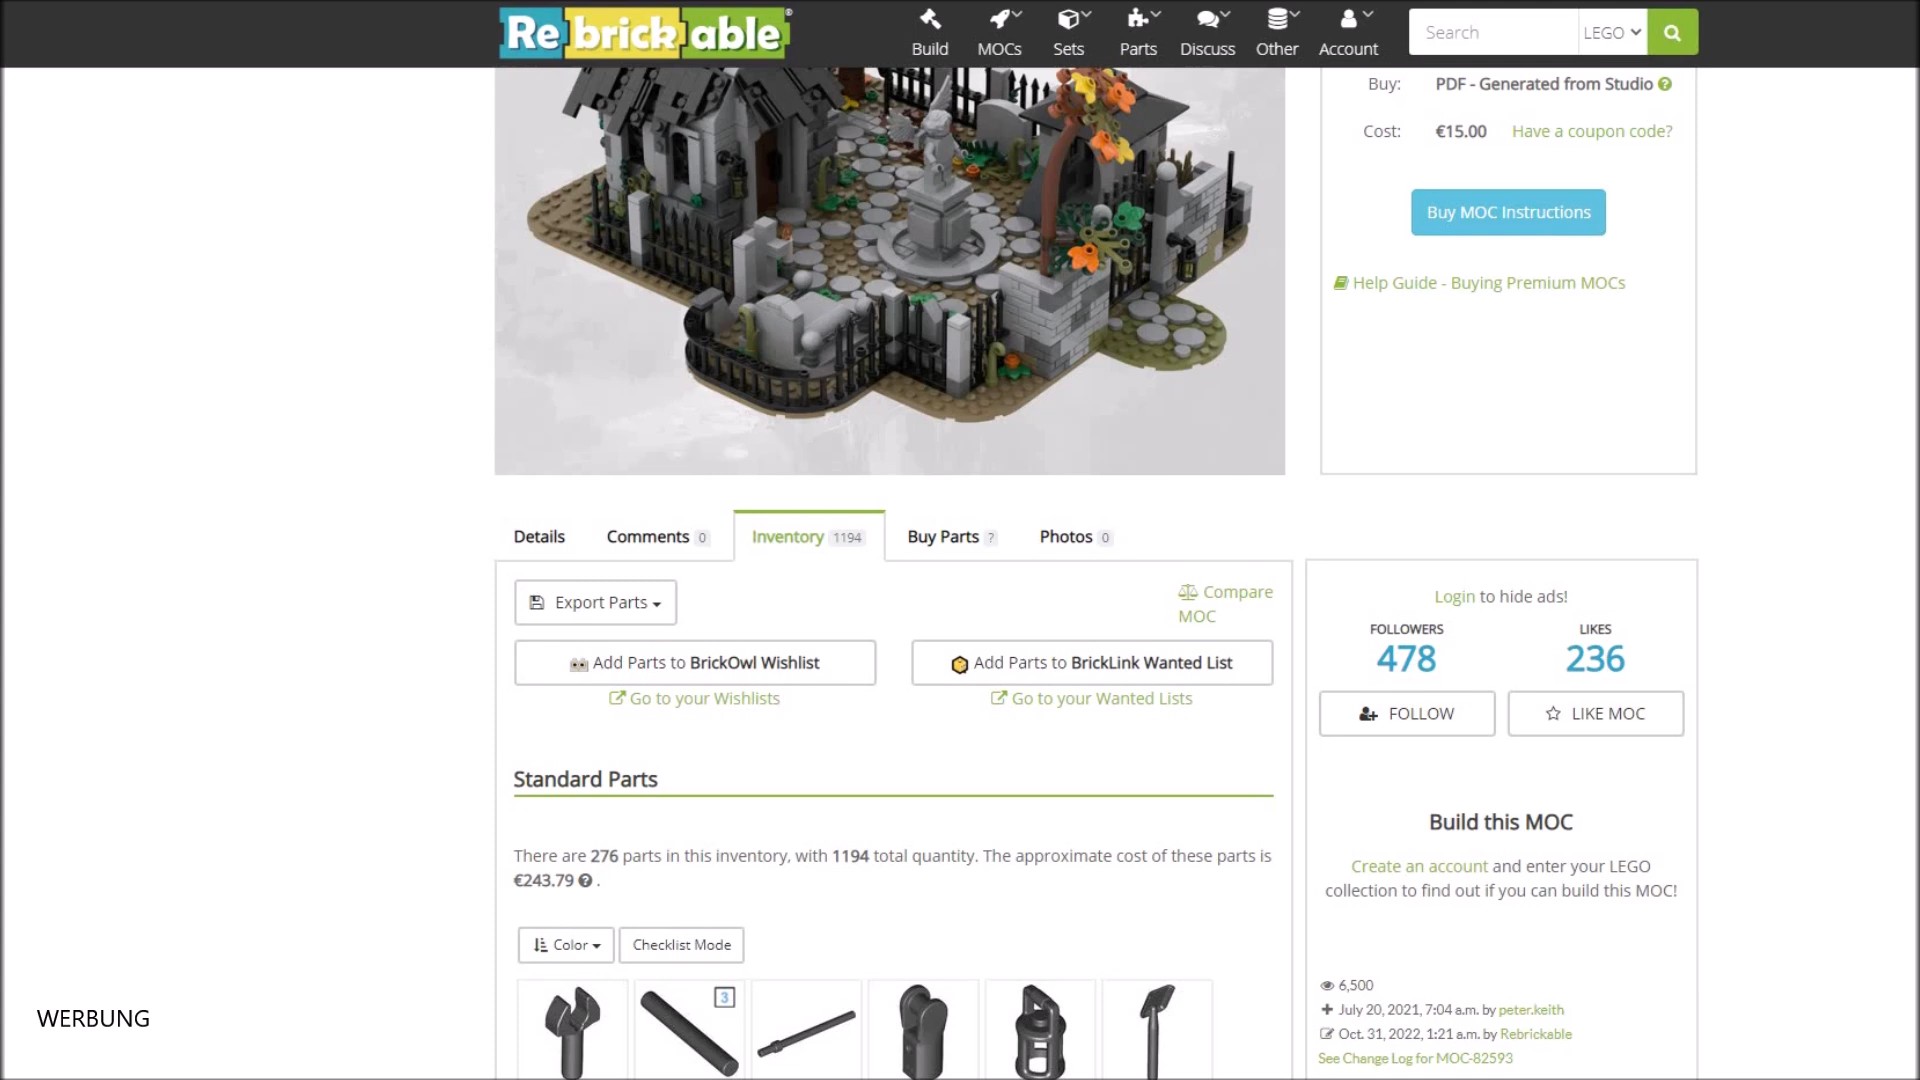 Rebrickable®
Build
MOCs
Sets
Parts
Discuss
Other
Account
Search
LEGO
Buy: PDF - Generated from Studio
Cost: €15.00 Have a coupon code?
Buy MOC Instructions
Help Guide - Buying Premium MOCs
Details
Comments 0
Inventory 1194
Buy Parts ?
Photos 0
Export Parts
Compare
MOC
Add Parts to BrickOwl Wishlist
Go to your Wishlists
Add Parts to BrickLink Wanted List
Go to your Wanted Lists
Standard Parts
There are 276 parts in this inventory, with 1194 total quantity. The approximate cost of these parts is
€243.79 ? .
Color
Checklist Mode
3
Login to hide ads!
FOLLOWERS
478
LIKES
236
FOLLOW
LIKE MOC
Build this MOC
Create an account and enter your LEGO
collection to find out if you can build this MOC!
6,500
July 20, 2021, 7:04 a.m. by peter.keith
Oct. 31, 2022, 1:21 a.m. by Rebrickable
See Change Log for MOC-82593
WERBUNG